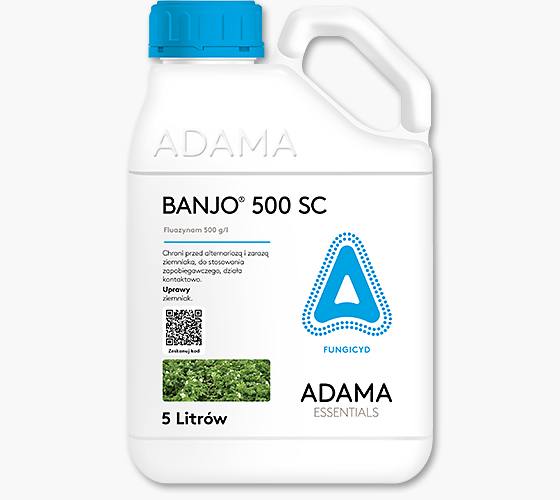 ADAMA
BANJO® 500 SC
Fluazynam 500 g/l
Chroni przed alternariozą i zarazą
ziemniaka, do stosowania
zapobiegawczego, działa
kontaktowo.
Uprawy
ziemniak.
Zeskanuj kod
FUNGICYD
5 Litrów
ADAMA
ESSENTIALS